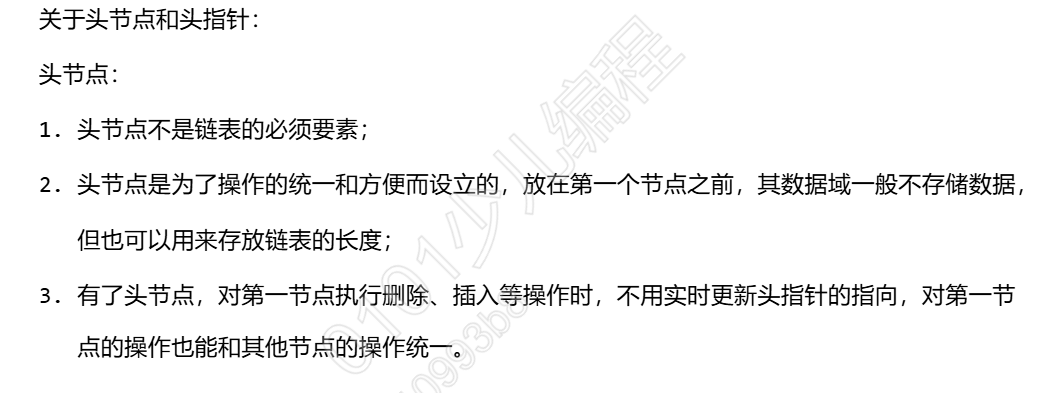 关于头节点和头指针：
头节点：
1. 头节点不是链表的必须要素；
2. 头节点是为了操作的统一和方便而设立的，放在第一个节点之前，其数据域一般不存储数据，
但也可以用来存放链表的长度；
3. 有了头节点，对第一节点执行删除、插入等操作时，不用实时更新头指针的指向，对第一节
点的操作也能和其他节点的操作统一。
0101少儿编程